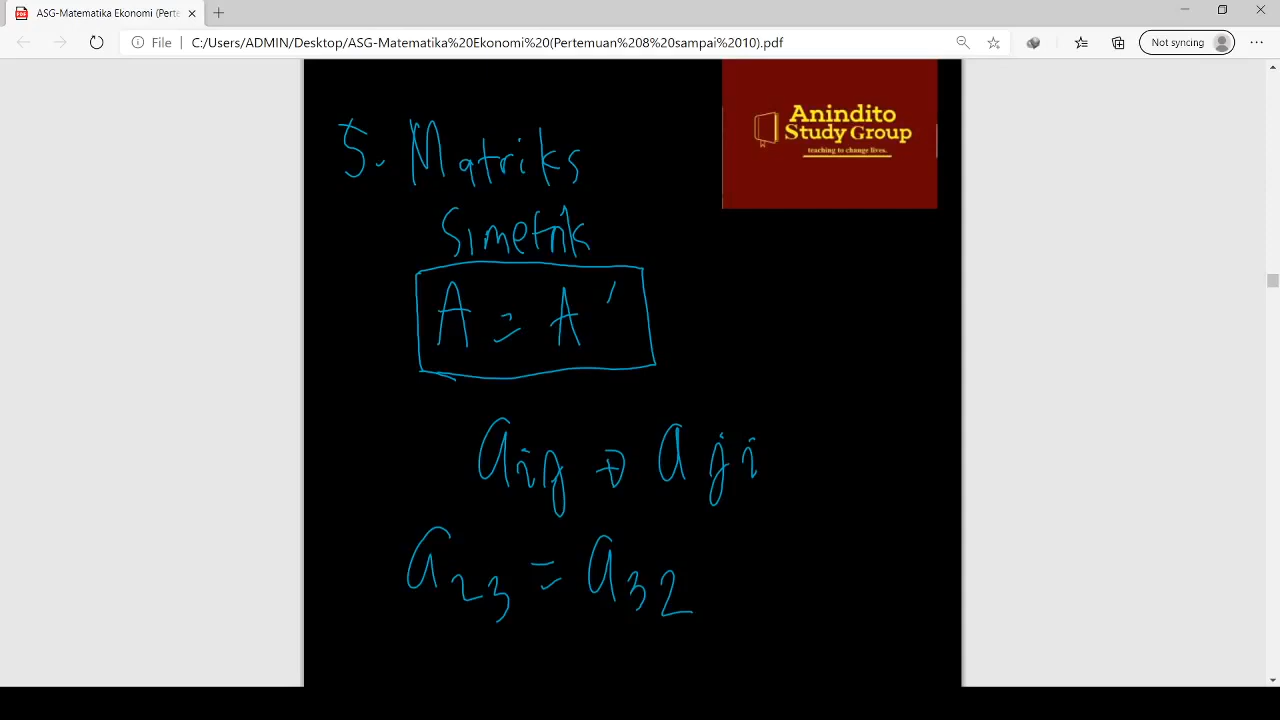 ASG-Matematika Ekonomi (Perte
File
C:/Users/ADMIN/Desktop/ASG-Matematika%20Ekonomi%20(Pertemuan%208%20sampai%2010).pdf
Not syncing
Anindito
Study Group
teaching to change lives.
5. Matriks
Simetrik
A = A'
aij → aji
a23 = a32